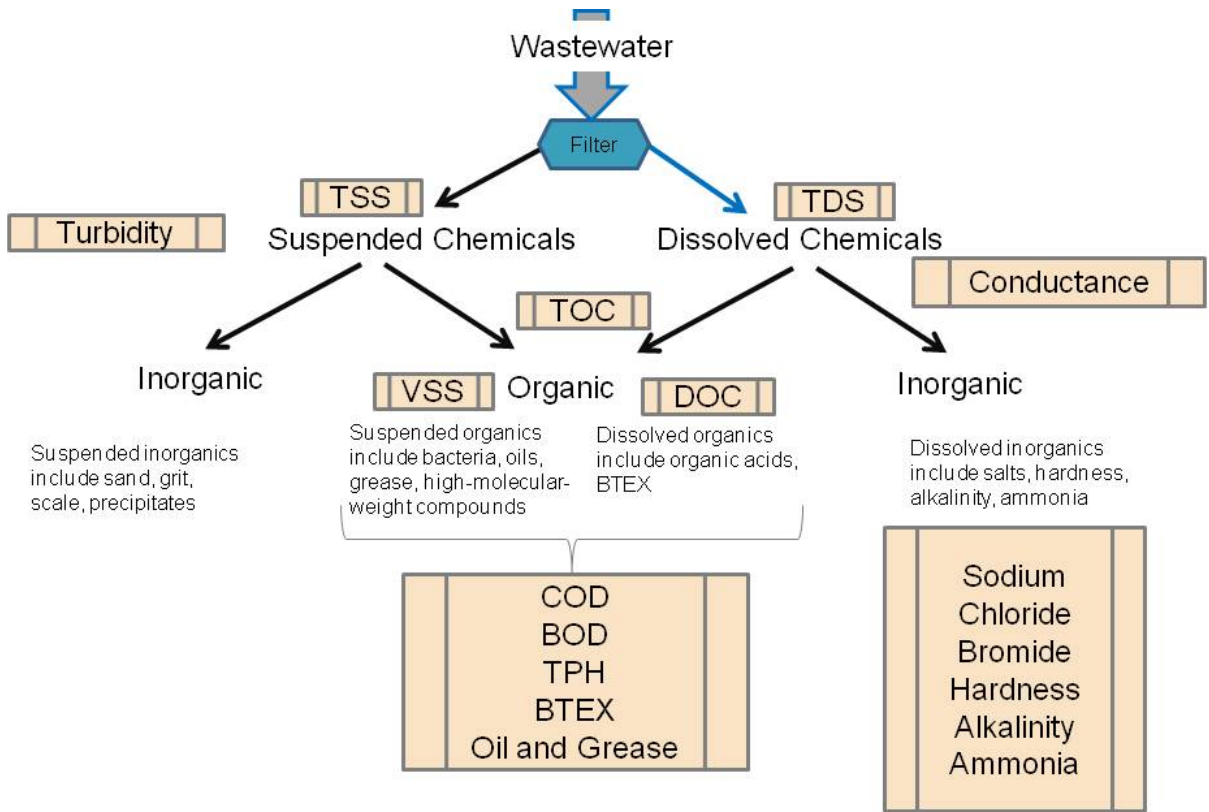 Wastewater
Filter
TSS
TDS
Turbidity
Suspended Chemicals
Dissolved Chemicals
Conductance
TOC
Inorganic
VSS
Organic
DOC
Inorganic
Suspended inorganics
include sand, grit,
scale, precipitates
Suspended organics
include bacteria, oils,
grease, high-molecular-
weight compounds
Dissolved organics
include organic acids,
BTEX
Dissolved inorganics
include salts, hardness,
alkalinity, ammonia
COD
BOD
TPH
BTEX
Oil and Grease
Sodium
Chloride
Bromide
Hardness
Alkalinity
Ammonia